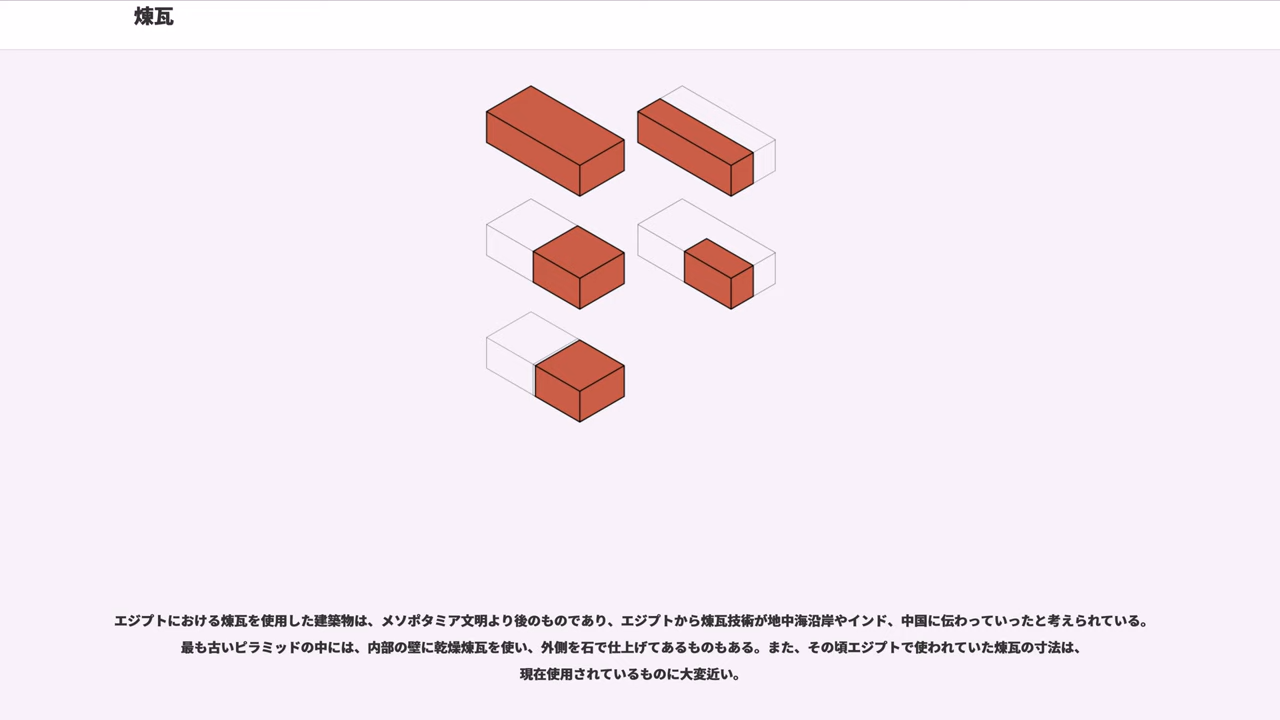 煉瓦
エジプトにおける煉瓦を使用した建築物は、メソポタミア文明より後のものであり、エジプトから煉瓦技術が地中海沿岸やインド、中国に伝わっていったと考えられている。
最も古いピラミッドの中には、内部の壁に乾燥煉瓦を使い、外側を石で仕上げてあるものもある。また、その頃エジプトで使われていた煉瓦の寸法は、
現在使用されているものに大変近い。